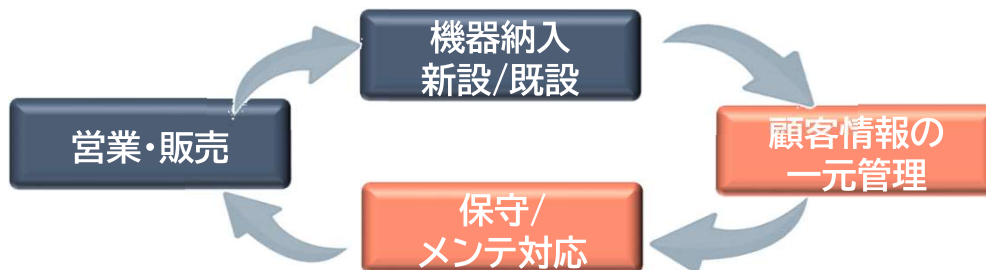 機器納入
新設/既設
営業・販売
顧客情報の
一元管理
保守/
メンテ対応